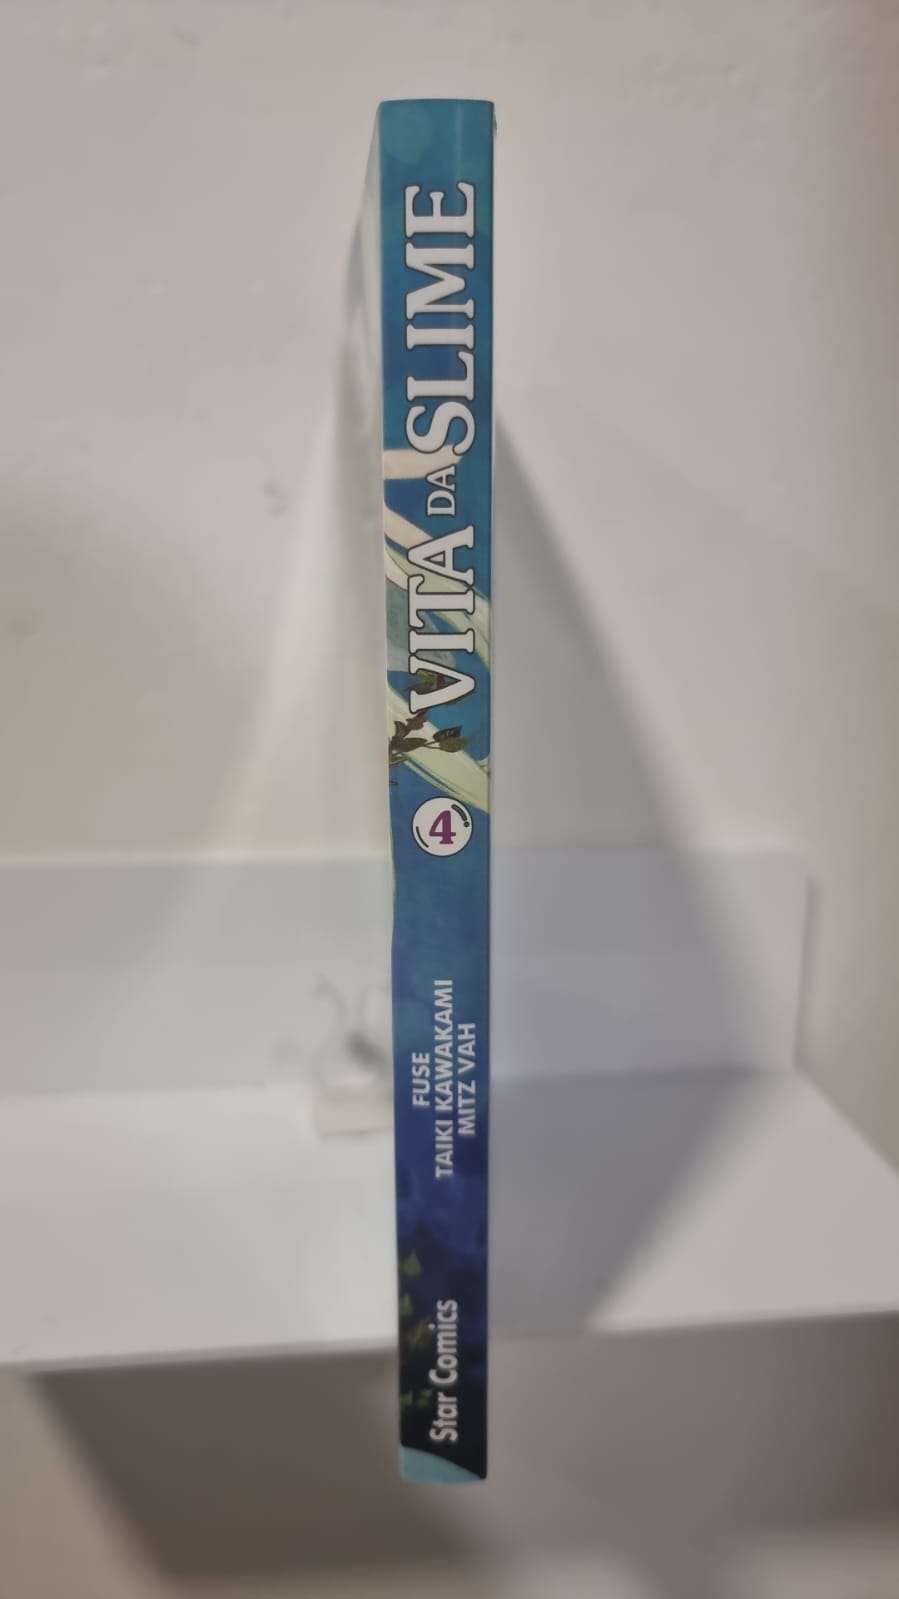 VITA DA SLIME
4
FUSE
TAIKI KAWAKAMI
MITZ VAH
Star Comics